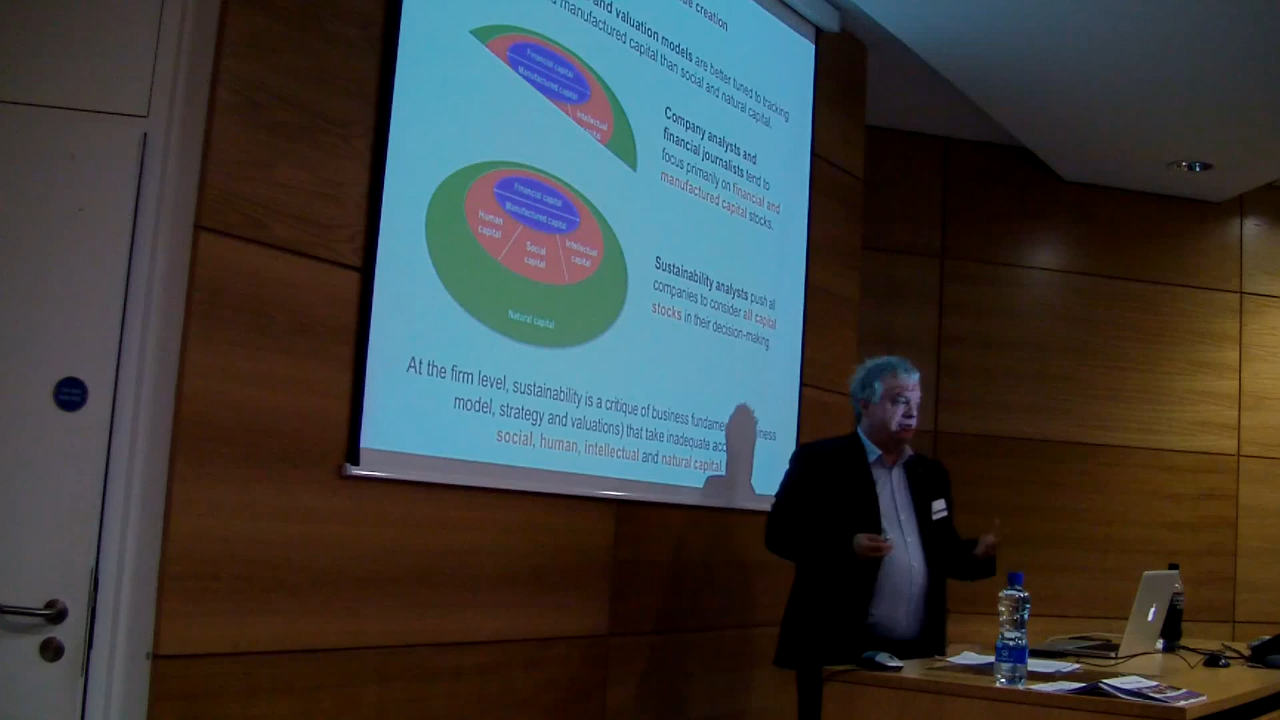 creation
and valuation models are better tuned to tracking
manufactured capital than social and natural capital.
Financial capital
Manufactured capital
Intellectual
capital
Company analysts and
financial journalists tend to
focus primarily on financial and
manufactured capital stocks.
Financial capital
Manufactured capital
Human
capital
Social
capital
Intellectual
capital
Natural capital
Sustainability analysts push all
companies to consider all capital
stocks in their decision-making
At the firm level, sustainability is a critique of business
model, strategy and valuations) that take inadequate
social, human, intellectual and natural capital.